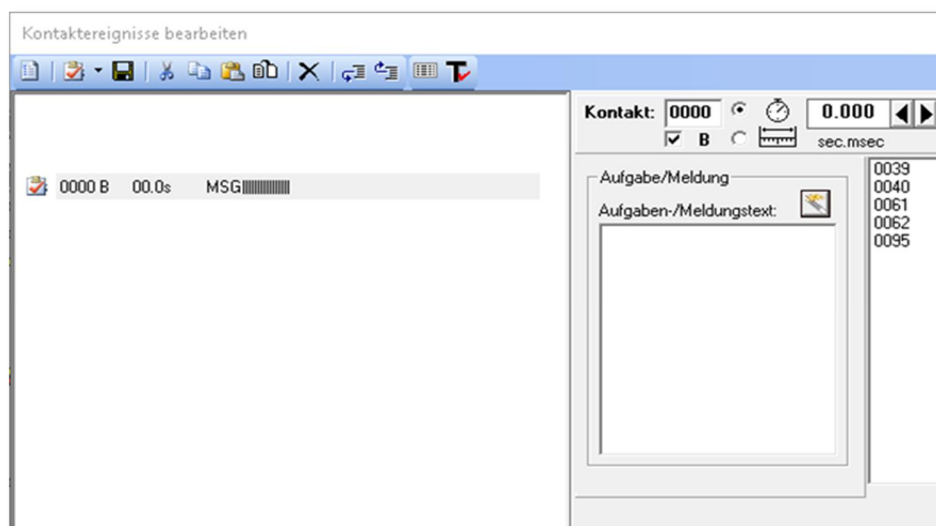 Kontaktereignisse bearbeiten
Kontakt: 0000 0.000
B sec.msec
0000 B 00.0s MSG||||||||||||
Aufgabe/Meldung
Aufgaben-/Meldungstext:
0039
0040
0061
0062
0095